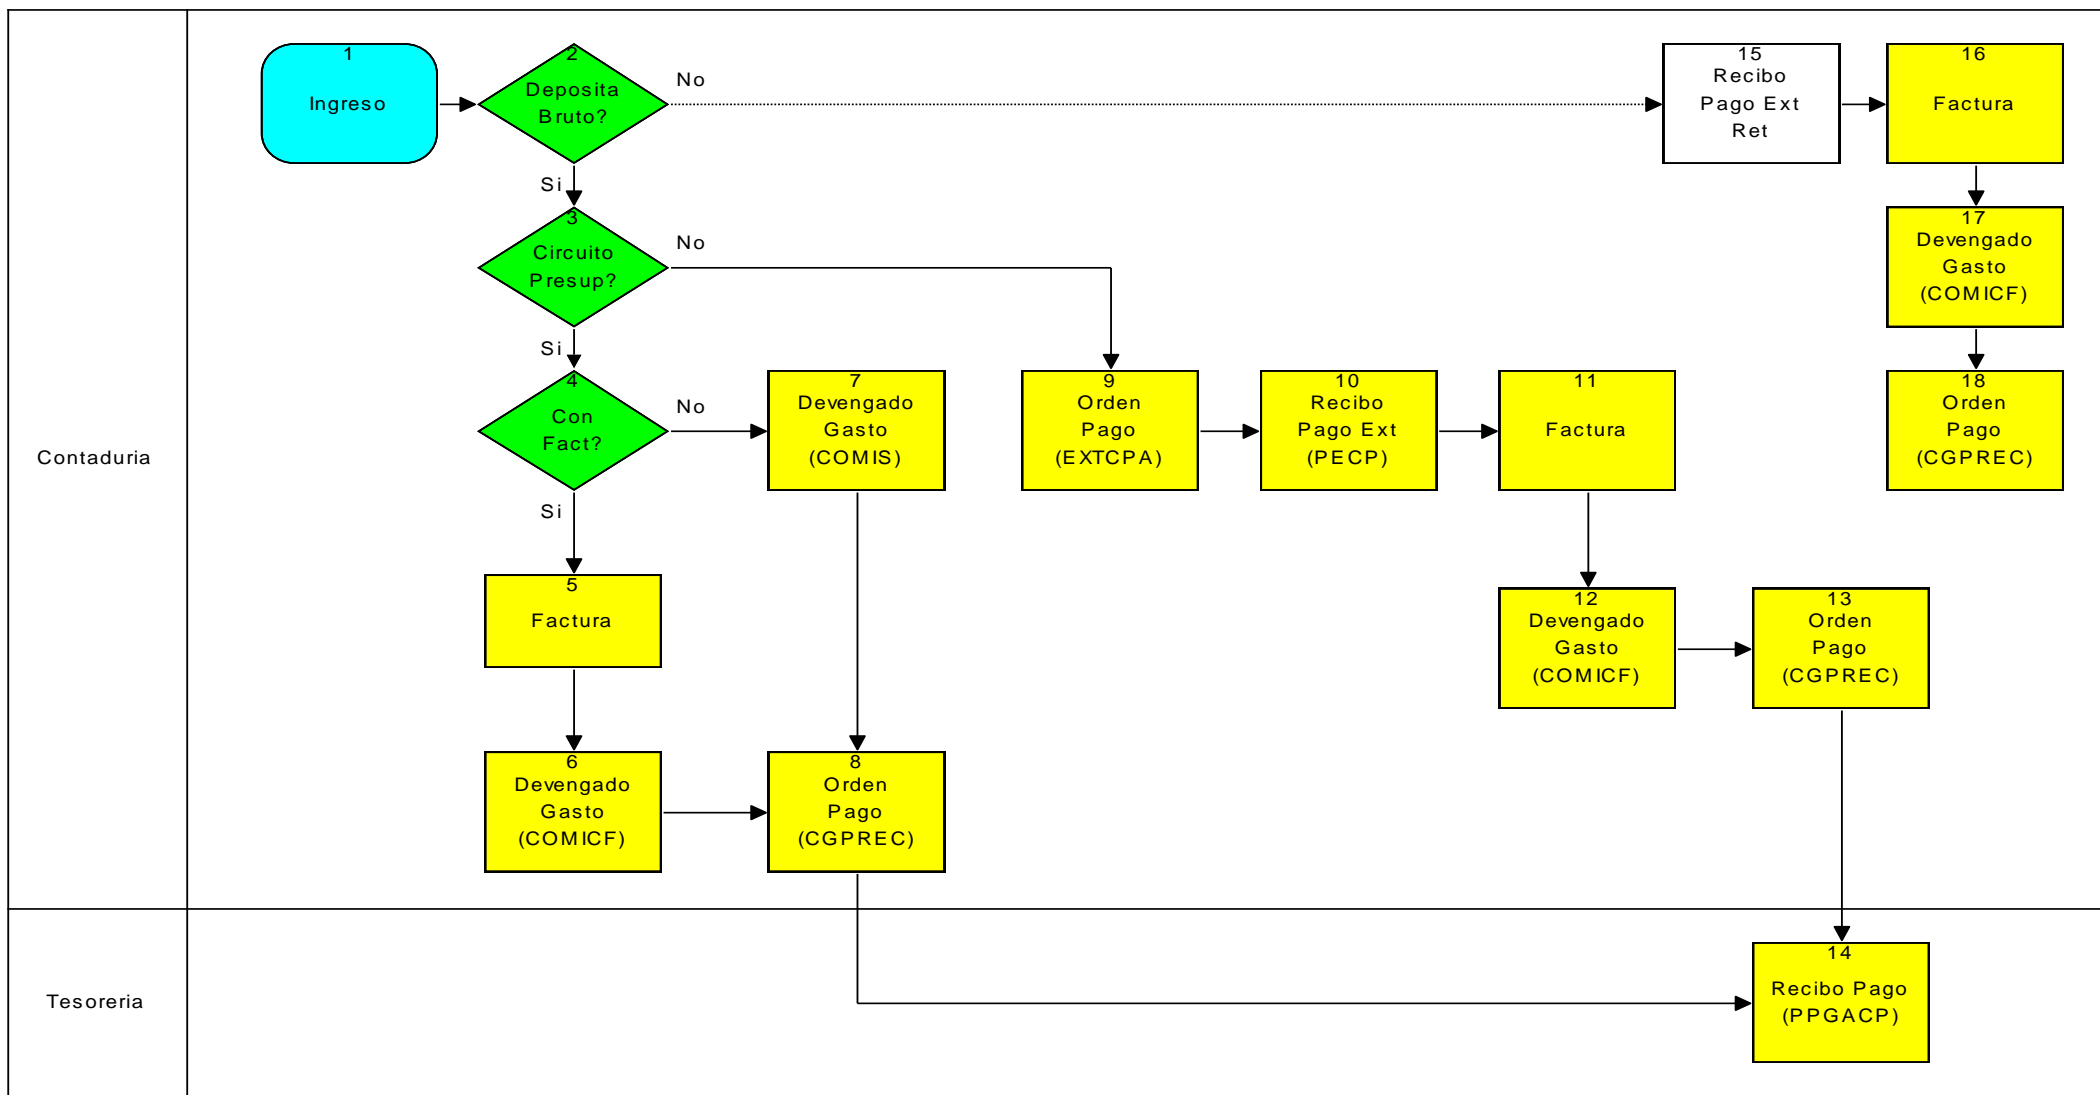 Contaduria
1
Ingreso
2
Deposita
Bruto?
No
Si
3
Circuito
Presup?
No
Si
4
Con
Fact?
No
Si
5
Factura
6
Devengado
Gasto
(COMICF)
7
Devengado
Gasto
(COMIS)
8
Orden
Pago
(CGPREC)
9
Orden
Pago
(EXTCPA)
10
Recibo
Pago Ext
(PECP)
11
Factura
12
Devengado
Gasto
(COMICF)
13
Orden
Pago
(CGPREC)
15
Recibo
Pago Ext
Ret
16
Factura
17
Devengado
Gasto
(COMICF)
18
Orden
Pago
(CGPREC)
Tesoreria
14
Recibo Pago
(PPGACP)